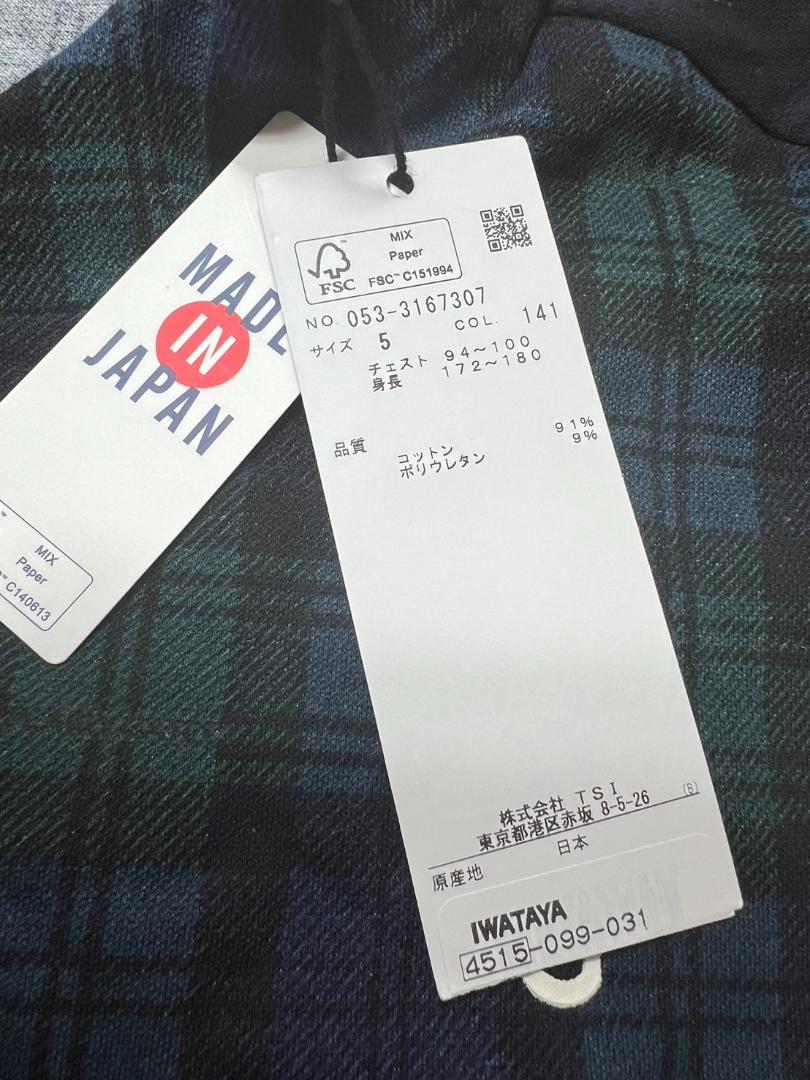 MADE
IN
JAPAN
MIX
Paper
C140613
FSC
MIX
Paper
FSC™ C151994
NO. 053-3167307
サイズ 5 COL. 141
チェスト 94～100
身長 172～180
品質
コットン 91%
ポリウレタン 9%
株式会社 TSI
東京都港区赤坂 8-5-26 (B)
原産地 日本
IWATAYA
4515-099-031